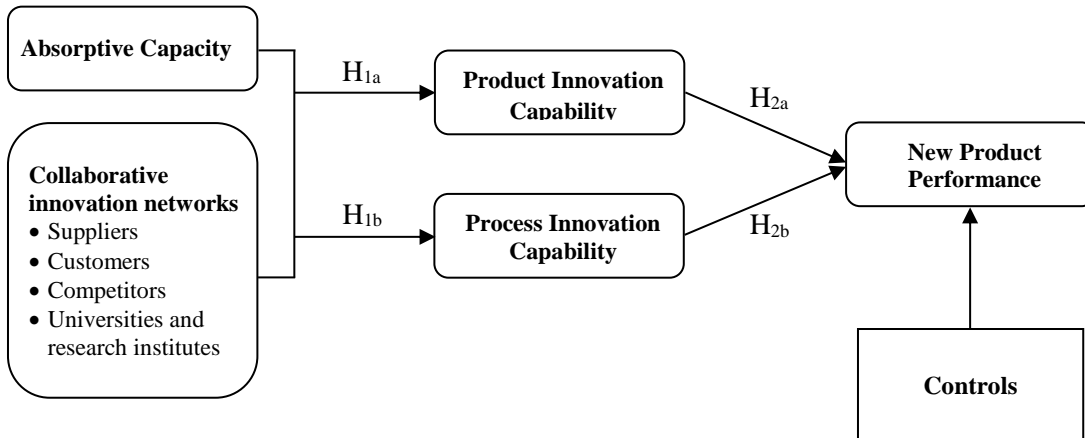 Absorptive Capacity
Collaborative
innovation networks
• Suppliers
• Customers
• Competitors
• Universities and
research institutes
H1a
H1b
Product Innovation
Capability
Process Innovation
Capability
H2a
H2b
New Product
Performance
Controls